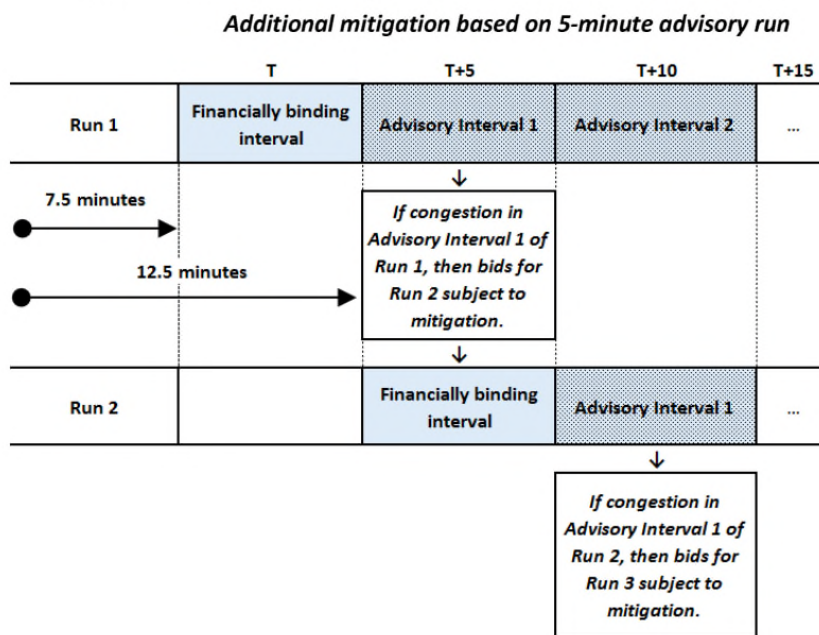 Additional mitigation based on 5-minute advisory run
T T+5 T+10 T+15
Run 1
Financially binding
interval
Advisory Interval 1
Advisory Interval 2
...
7.5 minutes
12.5 minutes
If congestion in
Advisory Interval 1 of
Run 1, then bids for
Run 2 subject to
mitigation.
Run 2
Financially binding
interval
Advisory Interval 1
...
If congestion in
Advisory Interval 1 of
Run 2, then bids for
Run 3 subject to
mitigation.